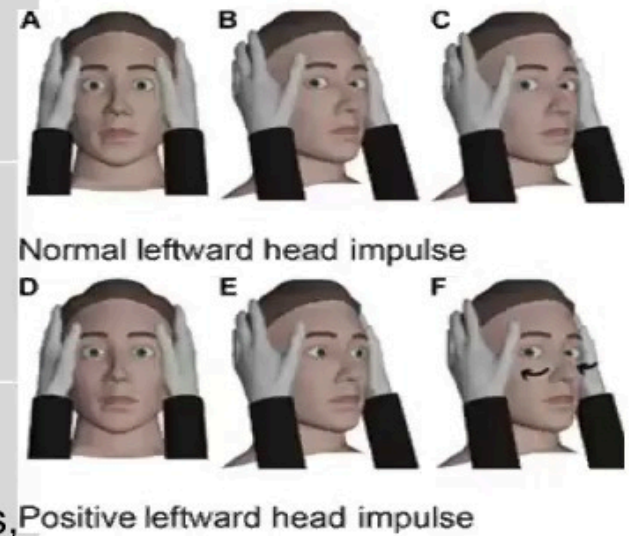 A B C
Normal leftward head impulse
D E F
s, Positive leftward head impulse